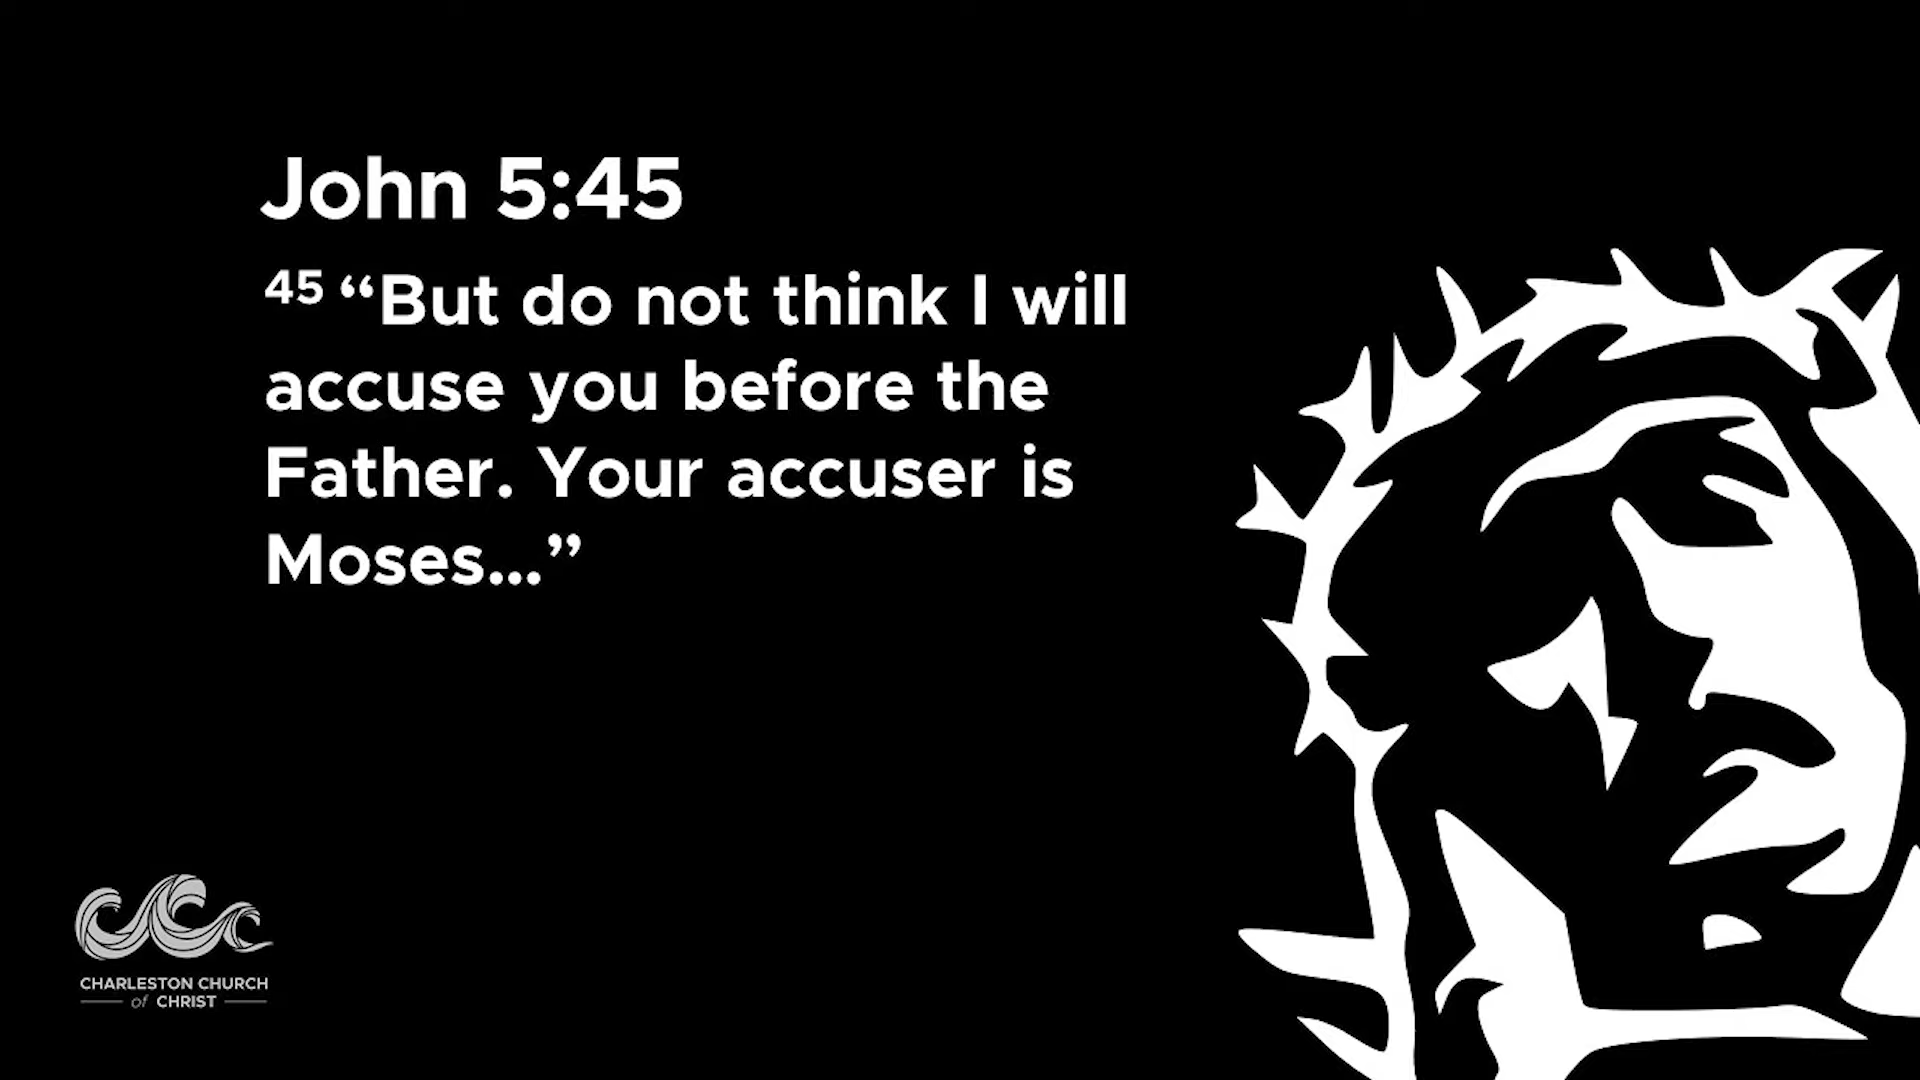 John 5:45
45 “But do not think I will
accuse you before the
Father. Your accuser is
Moses...”
CHARLESTON CHURCH
of CHRIST